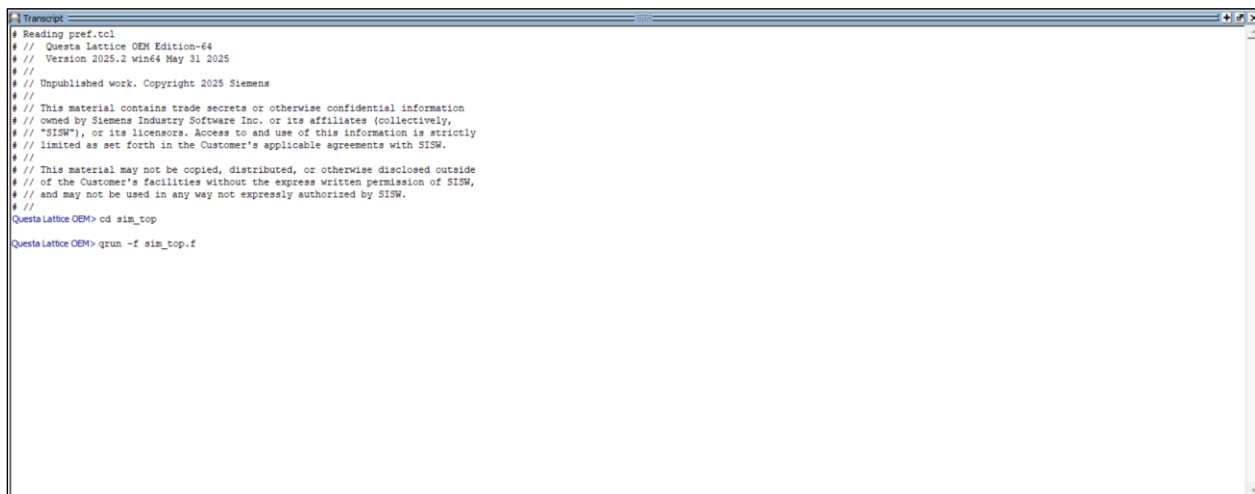 Transcript
# Reading pref.tcl
# //  Questa Lattice OEM Edition-64
# //  Version 2025.2 win64 May 31 2025
# //
# // Unpublished work. Copyright 2025 Siemens
# //
# // This material contains trade secrets or otherwise confidential information
# // owned by Siemens Industry Software Inc. or its affiliates (collectively,
# // "SISW"), or its licensors. Access to and use of this information is strictly
# // limited as set forth in the Customer's applicable agreements with SISW.
# //
# // This material may not be copied, distributed, or otherwise disclosed outside
# // of the Customer's facilities without the express written permission of SISW,
# // and may not be used in any way not expressly authorized by SISW.
# //
Questa Lattice OEM> cd sim_top
Questa Lattice OEM> qrun -f sim_top.f